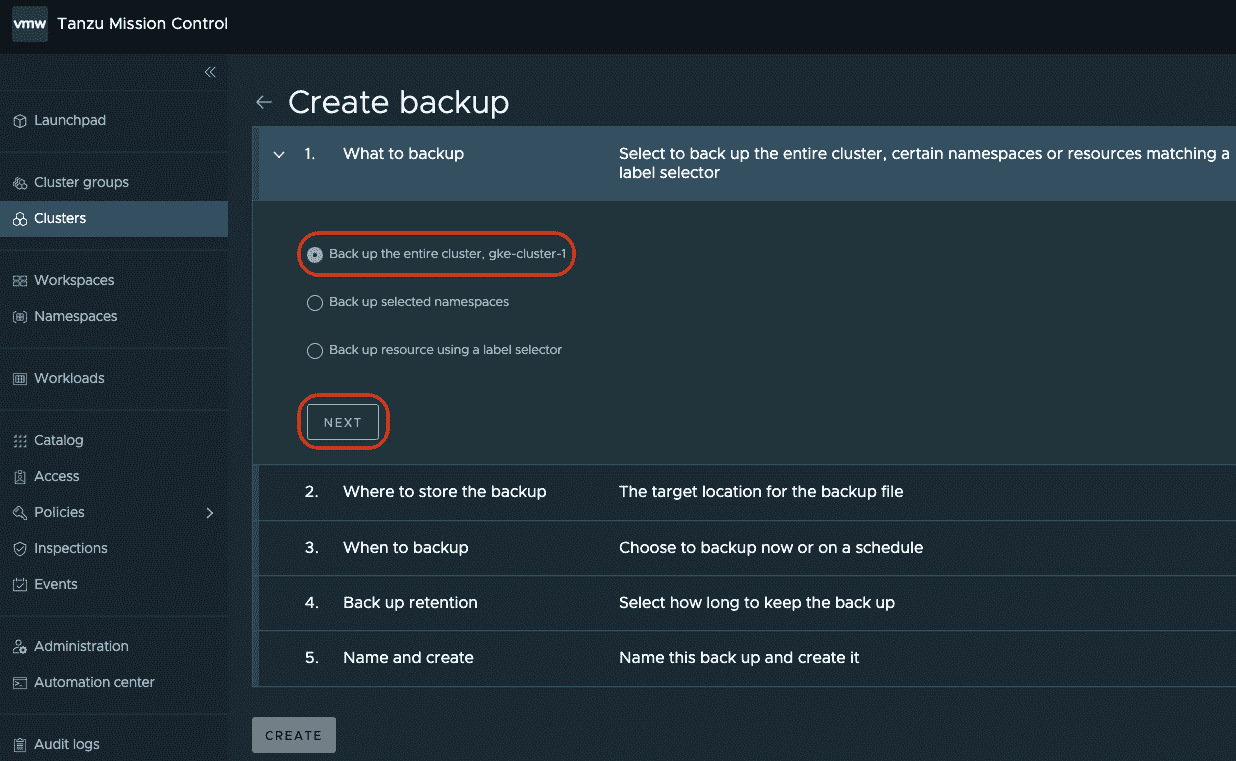 vmw Tanzu Mission Control
Launchpad
Cluster groups
Clusters
Workspaces
Namespaces
Workloads
Catalog
Access
Policies
Inspections
Events
Administration
Automation center
Audit logs
Create backup
1. What to backup Select to back up the entire cluster, certain namespaces or resources matching a
label selector
Back up the entire cluster, gke-cluster-1
Back up selected namespaces
Back up resource using a label selector
NEXT
2. Where to store the backup The target location for the backup file
3. When to backup Choose to backup now or on a schedule
4. Back up retention Select how long to keep the back up
5. Name and create Name this back up and create it
CREATE